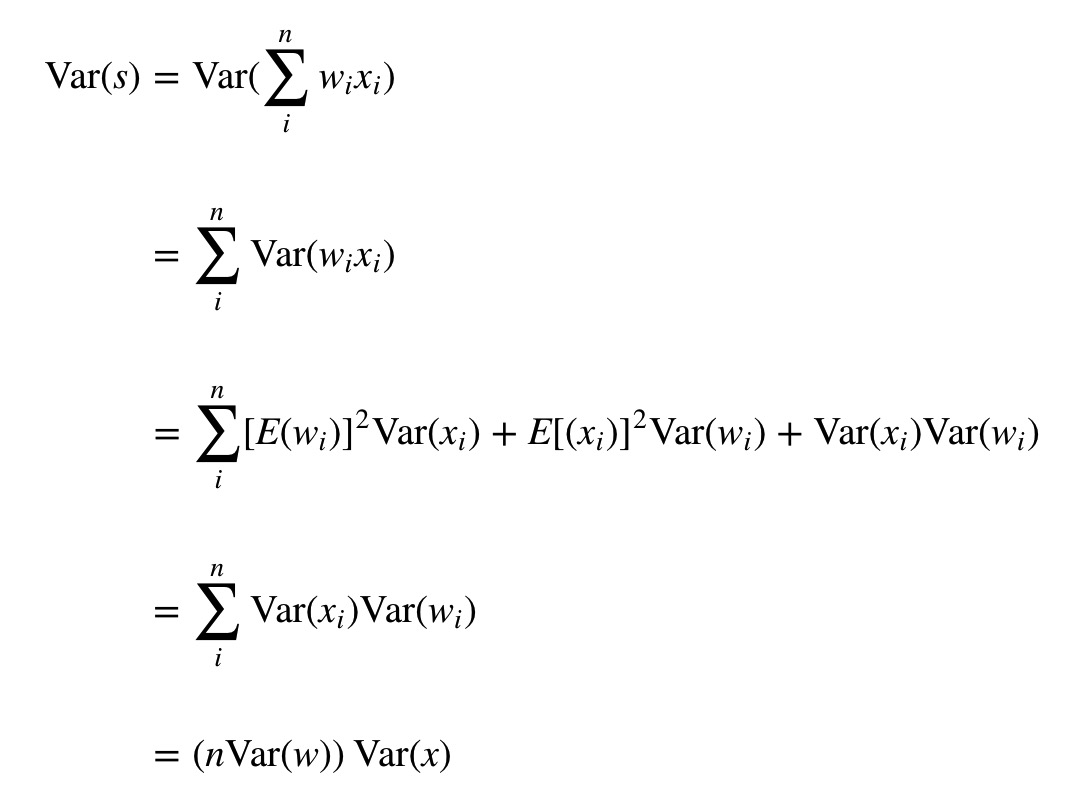 Var(s) = Var(∑_i^n w_i x_i)
= ∑_i^n Var(w_i x_i)
= ∑_i^n [E(w_i)]^2 Var(x_i) + E[(x_i)]^2 Var(w_i) + Var(x_i)Var(w_i)
= ∑_i^n Var(x_i)Var(w_i)
= (nVar(w)) Var(x)